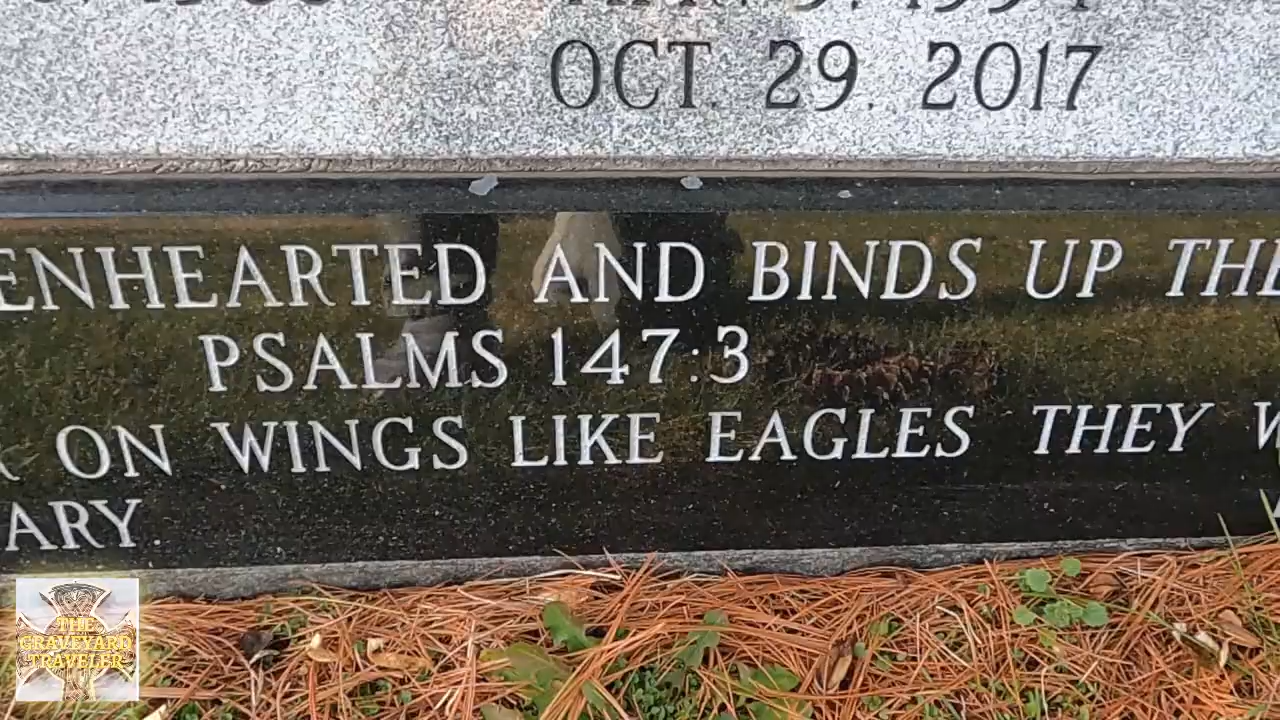 OCT. 29. 2017
ENHEARTED AND BINDS UP THE
PSALMS 147:3
ON WINGS LIKE EAGLES THEY W
ARY.
THE
GRAVEYARD
TRAVELER